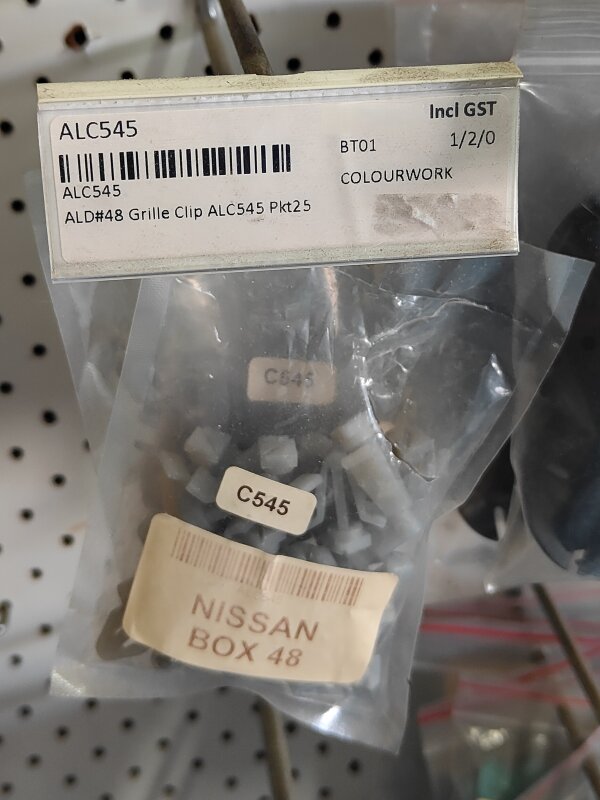 ALC545
Incl GST
BT01
1/2/0
ALC545
COLOURWORK
ALD#48 Grille Clip ALC545 Pkt25
C545
C545
NISSAN
BOX 48